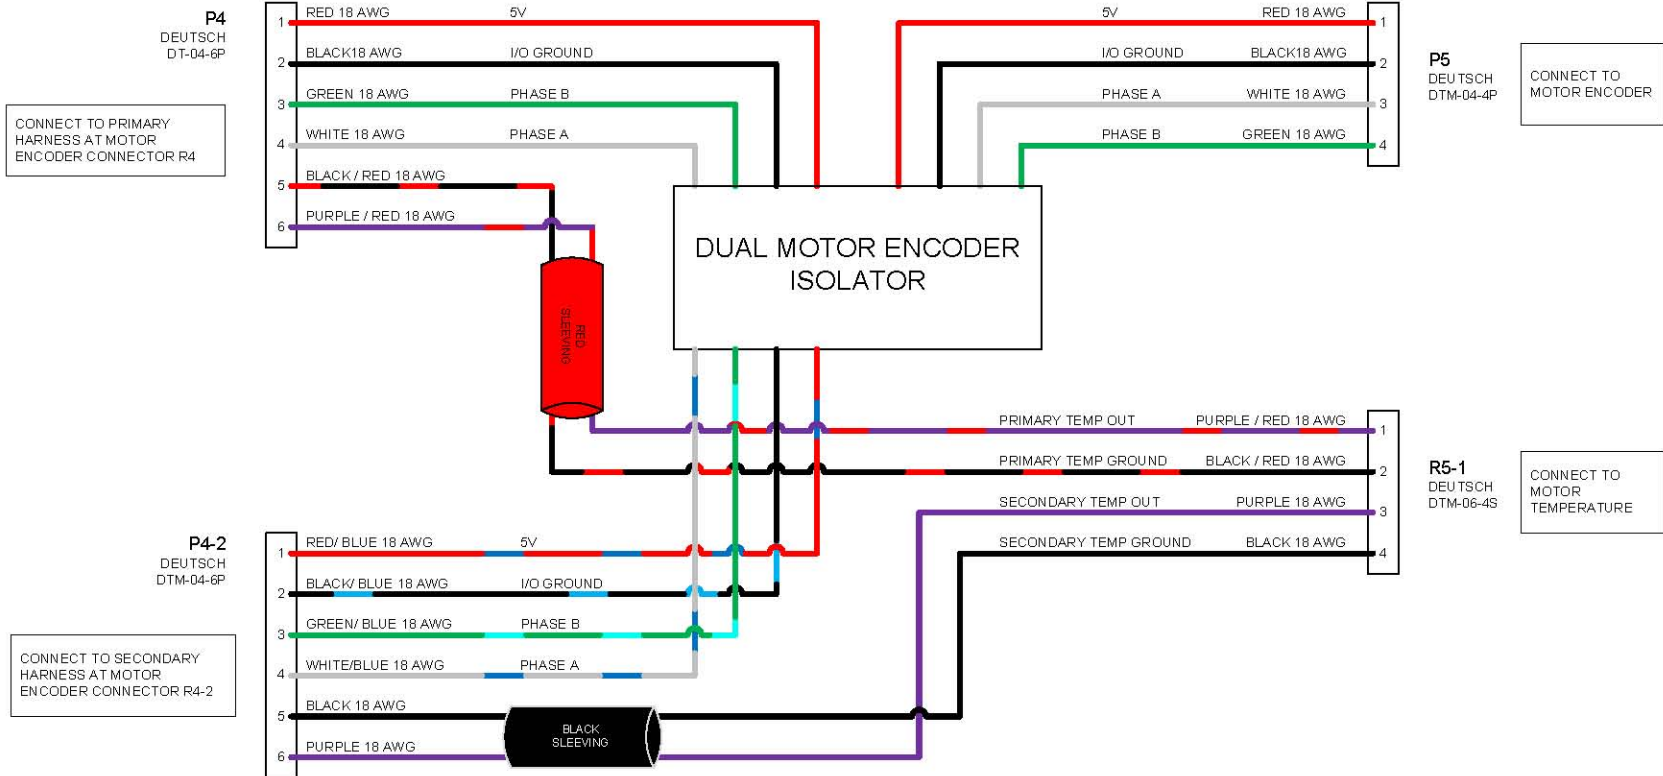 P4
DEUTSCH
DT-04-6P
CONNECT TO PRIMARY
HARNESS AT MOTOR
ENCODER CONNECTOR R4
1
RED 18 AWG 5V
2
BLACK18 AWG I/O GROUND
3
GREEN 18 AWG PHASE B
4
WHITE 18 AWG PHASE A
5
BLACK / RED 18 AWG
6
PURPLE / RED 18 AWG
RED
SLEEVING
DUAL MOTOR ENCODER
ISOLATOR
5V RED 18 AWG
1
I/O GROUND BLACK18 AWG
2
PHASE A WHITE 18 AWG
3
PHASE B GREEN 18 AWG
4
P5
DEUTSCH
DTM-04-4P
CONNECT TO
MOTOR ENCODER
PRIMARY TEMP OUT PURPLE / RED 18 AWG
1
PRIMARY TEMP GROUND BLACK / RED 18 AWG
2
SECONDARY TEMP OUT PURPLE 18 AWG
3
SECONDARY TEMP GROUND BLACK 18 AWG
4
R5-1
DEUTSCH
DTM-06-4S
CONNECT TO
MOTOR
TEMPERATURE
P4-2
DEUTSCH
DTM-04-6P
CONNECT TO SECONDARY
HARNESS AT MOTOR
ENCODER CONNECTOR R4-2
1
RED/ BLUE 18 AWG 5V
2
BLACK/ BLUE 18 AWG I/O GROUND
3
GREEN/ BLUE 18 AWG PHASE B
4
WHITE/BLUE 18 AWG PHASE A
5
BLACK 18 AWG
6
PURPLE 18 AWG
BLACK
SLEEVING